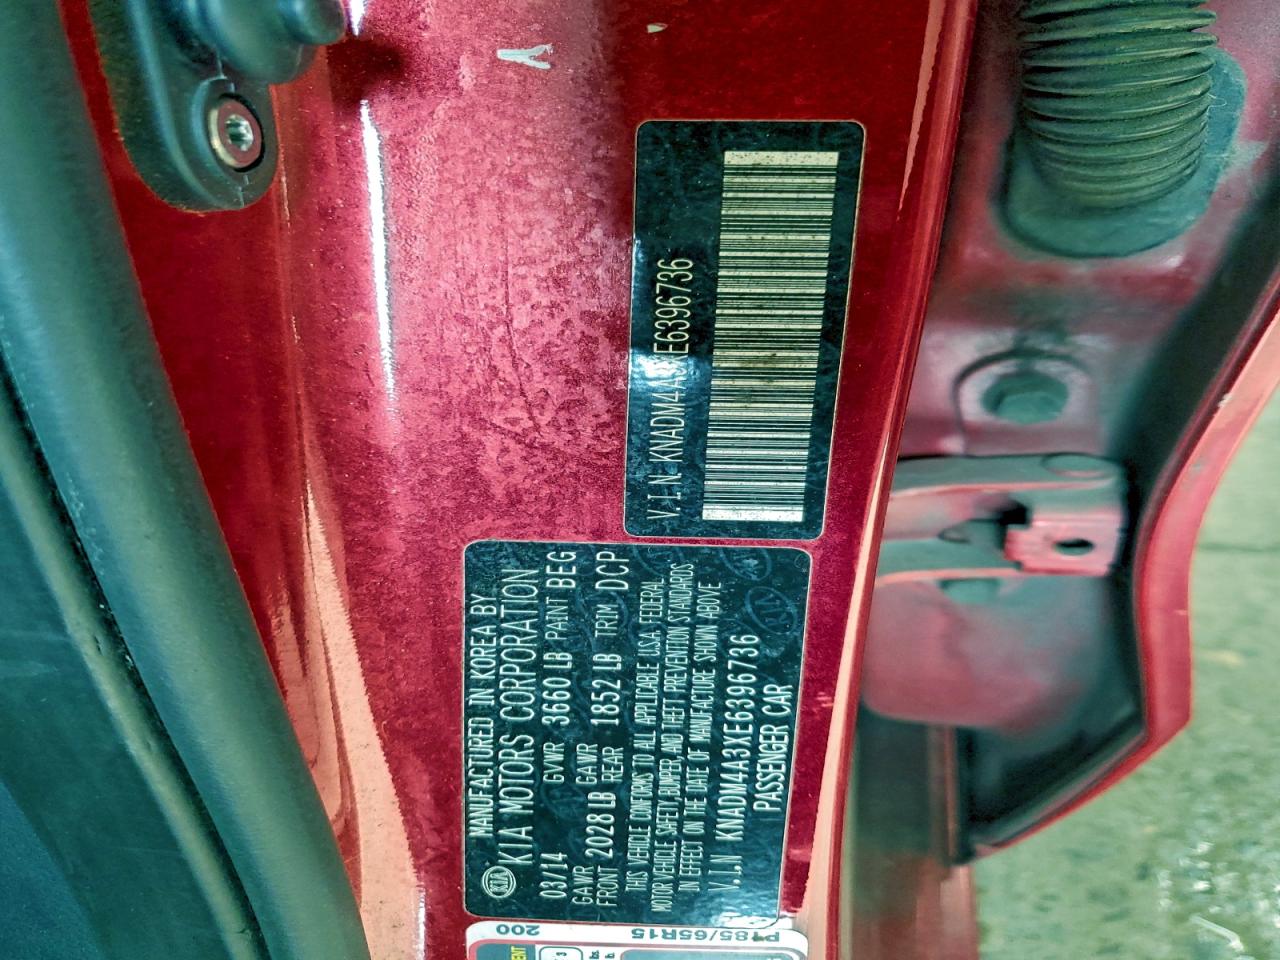 KIA
MANUFACTURED IN KOREA BY
KIA MOTORS CORPORATION
03/14 GVWR 3660 LB PAINT BEG
GAWR FRONT 2028 LB GAWR REAR 1852 LB TRIM DCP
THIS VEHICLE CONFORMS TO ALL APPLICABLE U.S.A. FEDERAL
MOTOR VEHICLE SAFETY, BUMPER, AND THEFT PREVENTION STANDARDS
IN EFFECT ON THE DATE OF MANUFACTURE SHOWN ABOVE
V.I.N KNADM4A3XE6396736
PASSENGER CAR
V.I.N KNADM4A3XE6396736
P185/65R15
200